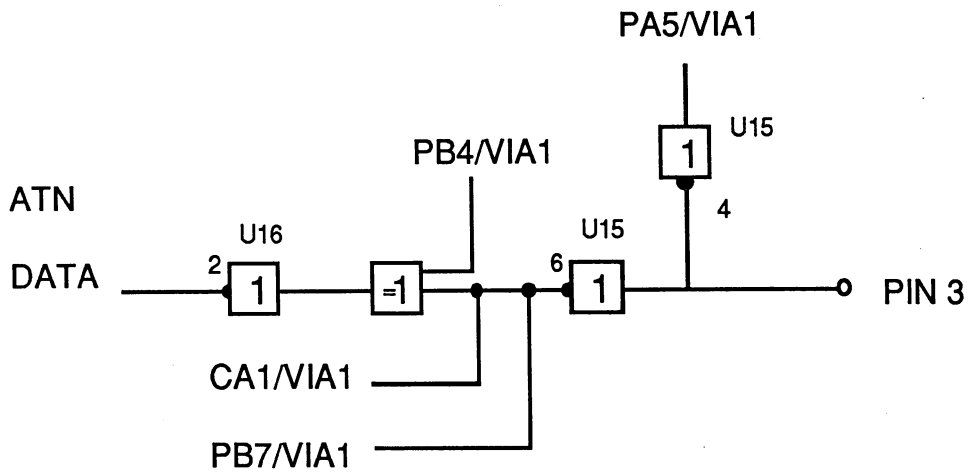 PA5/VIA1
U15
1
PB4/VIA1
4
ATN
U16
U15
2
6
DATA
1
=1
1
PIN 3
CA1/VIA1
PB7/VIA1